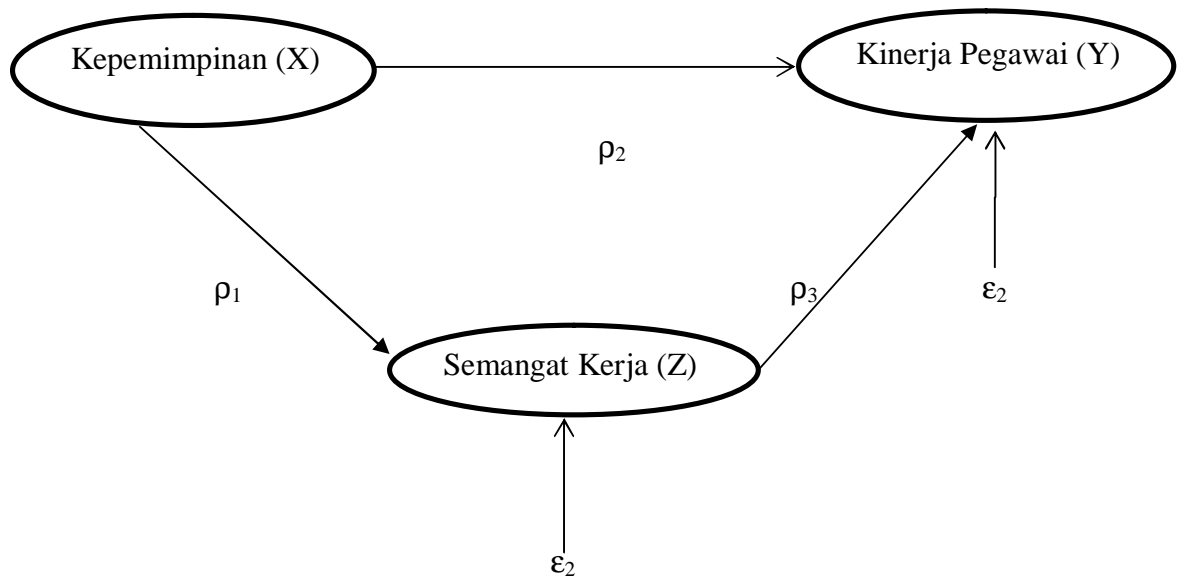 Kepemimpinan (X)
Kinerja Pegawai (Y)
ρ₂
ρ₁
ρ₃
ε₂
Semangat Kerja (Z)
ε₂